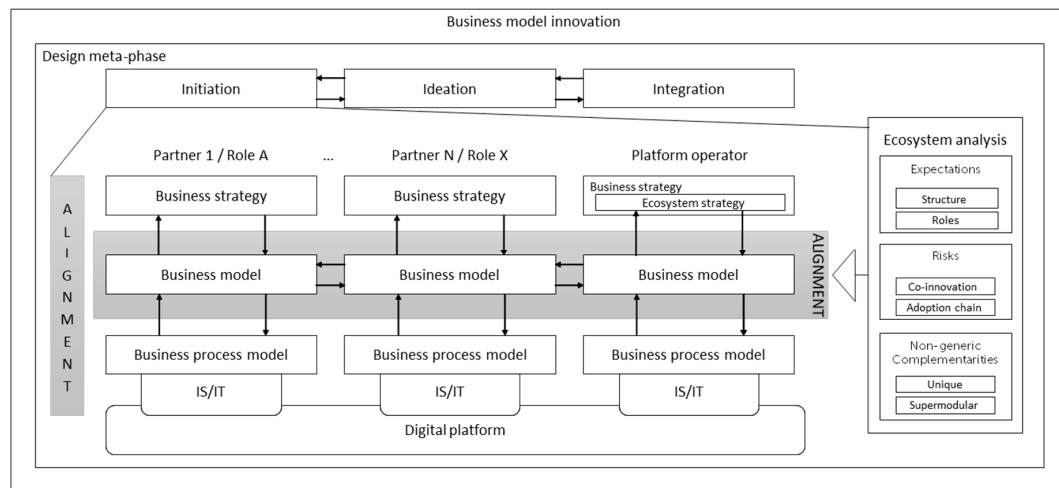 Business model innovation
Design meta-phase
Initiation
Ideation
Integration
Partner 1 / Role A
...
Partner N / Role X
Platform operator
Business strategy
Business strategy
Business strategy
Ecosystem strategy
ALIGNMENT
Business model
Business model
Business model
ALIGNMENT
Business process model
Business process model
Business process model
IS/IT
IS/IT
IS/IT
Digital platform
Ecosystem analysis
Expectations
Structure
Roles
Risks
Co-innovation
Adoption chain
Non-generic
Complementarities
Unique
Supermodular